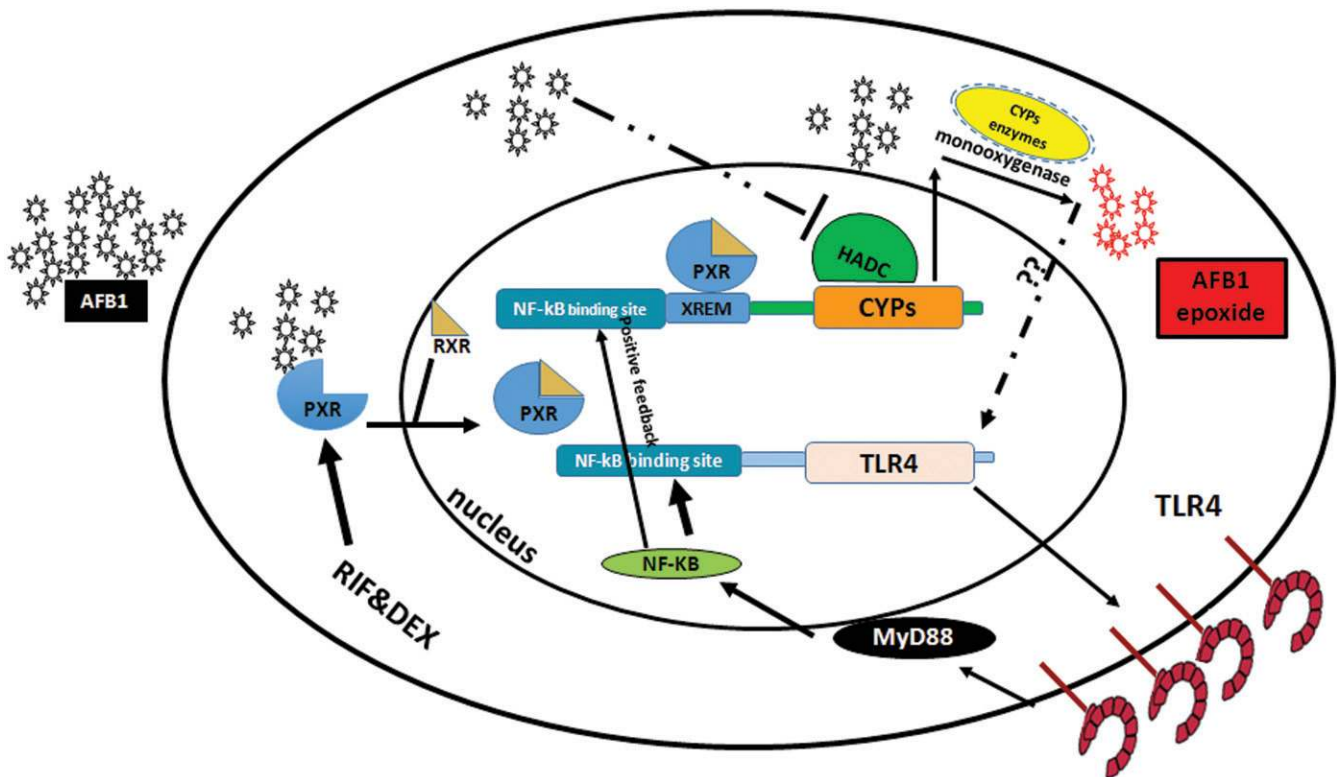 CYPs
enzymes
monooxygenase
AFB1
HADC
PXR
??
NF-kB binding site
XREM
CYPs
AFB1
epoxide
RXR
Positive feedback
PXR
PXR
NF-kB binding site
TLR4
TLR4
nucleus
NF-KB
RIF&DEX
MyD88